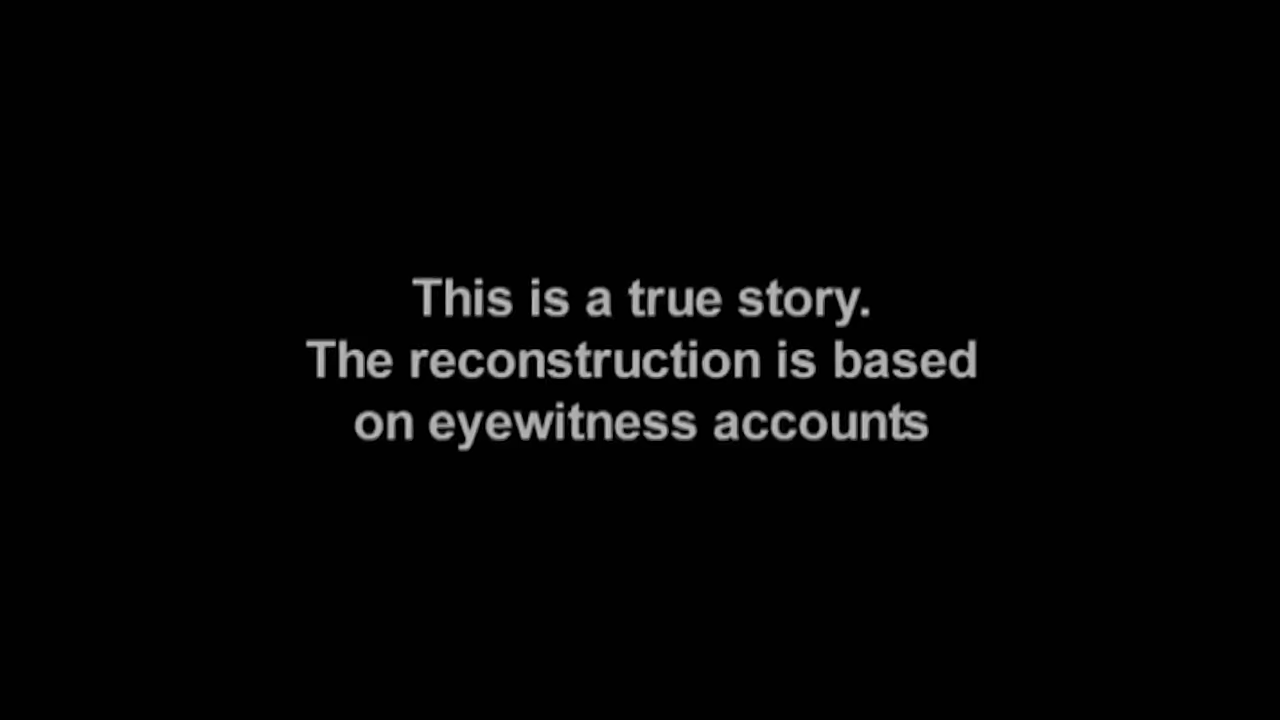 This is a true story.
The reconstruction is based
on eyewitness accounts